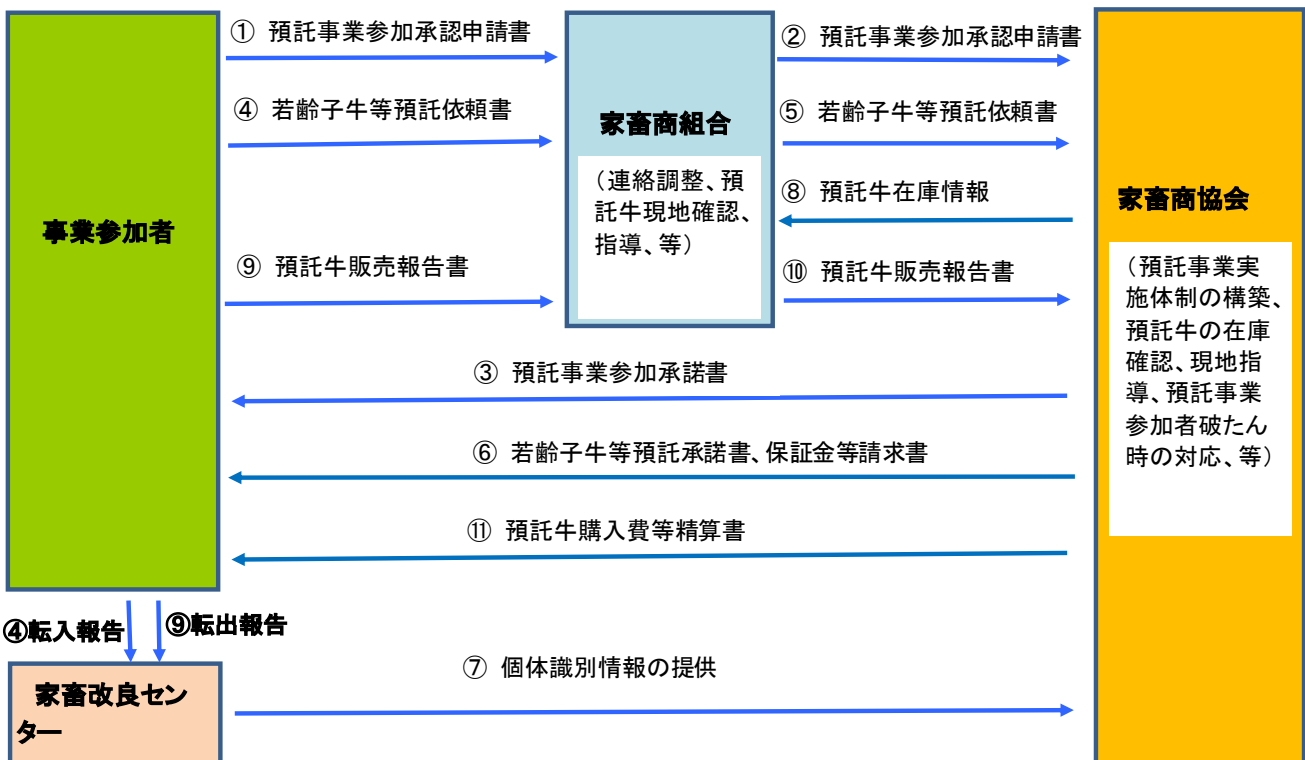 ① 預託事業参加承認申請書
② 預託事業参加承認申請書
④ 若齢子牛等預託依頼書
家畜商組合
⑤ 若齢子牛等預託依頼書
（連絡調整、預
託牛現地確認、
指導、等）
⑧ 預託牛在庫情報
家畜商協会
事業参加者
⑨ 預託牛販売報告書
⑩ 預託牛販売報告書
（預託事業実
施体制の構築、
預託牛の在庫
確認、現地指
導、預託事業
参加者破たん
時の対応、等）
③ 預託事業参加承諾書
⑥ 若齢子牛等預託承諾書、保証金等請求書
⑪ 預託牛購入費等精算書
④転入報告
⑨転出報告
⑦ 個体識別情報の提供
家畜改良セン
ター